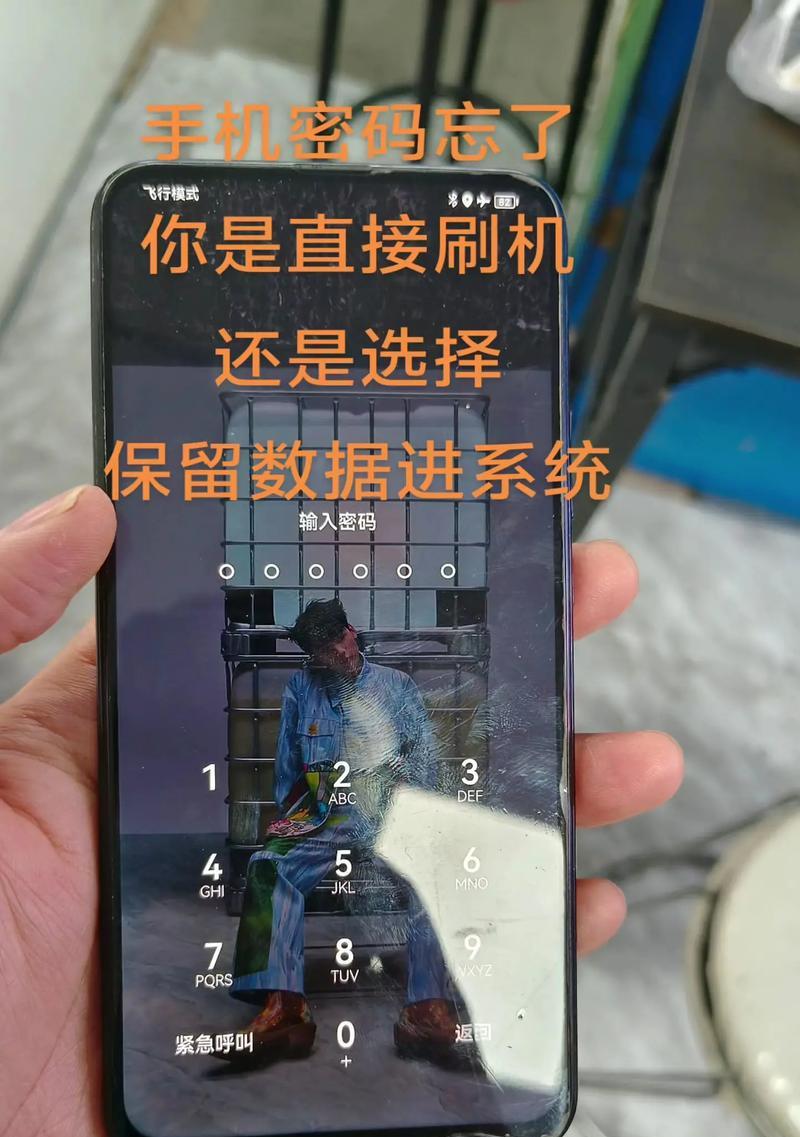 手机密码忘了
飞行模式
82
你是直接刷机
还是选择
保留数据进系统
输入密码
1
2
ABC
3
DEF
4
GHI
5
JKL
6
MNO
7
PQRS
8
TUV
9
WXYZ
紧急呼叫
0
+
返回